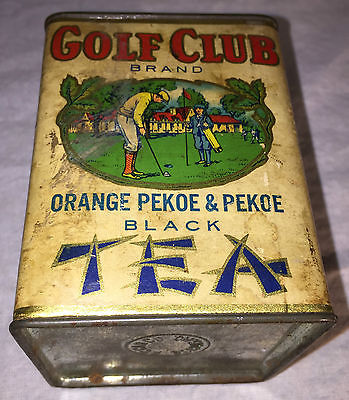 GOLF CLUB
BRAND
ORANGE PEKOE & PEKOE
BLACK
TEA